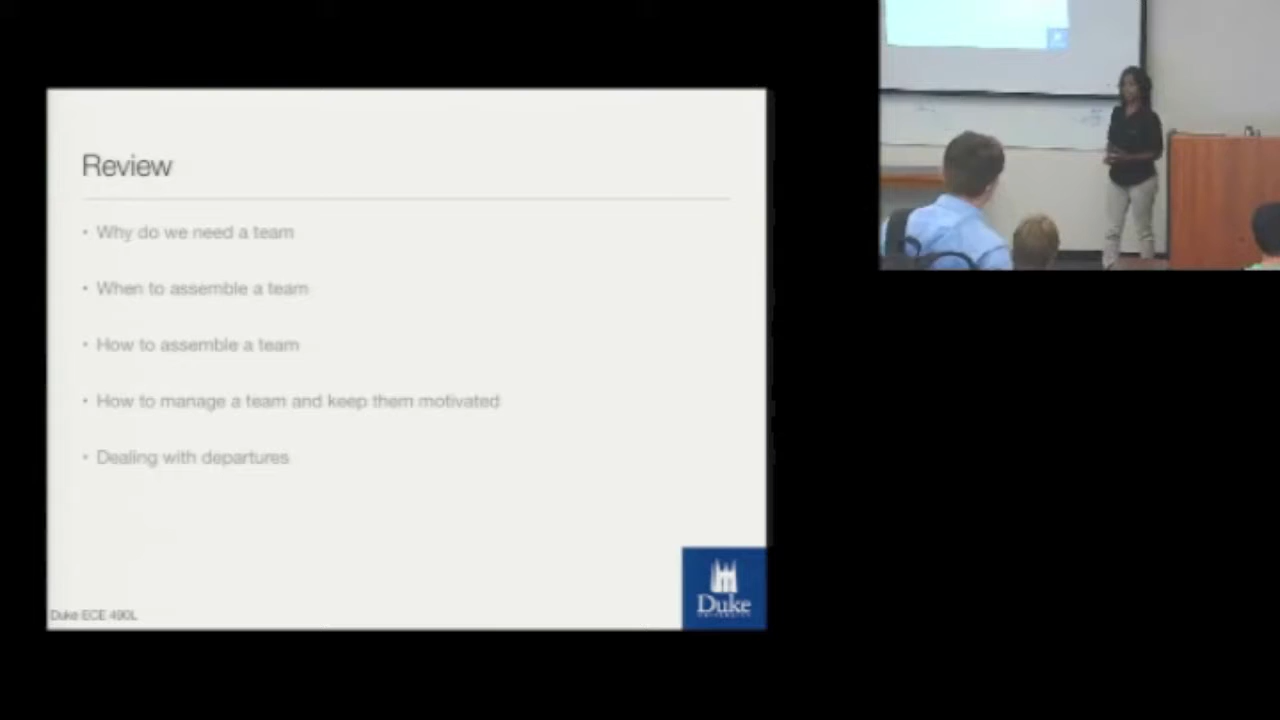 Review
• Why do we need a team
• When to assemble a team
• How to assemble a team
• How to manage a team and keep them motivated
• Dealing with departures
Duke
UNIVERSITY
Duke ECE 490L